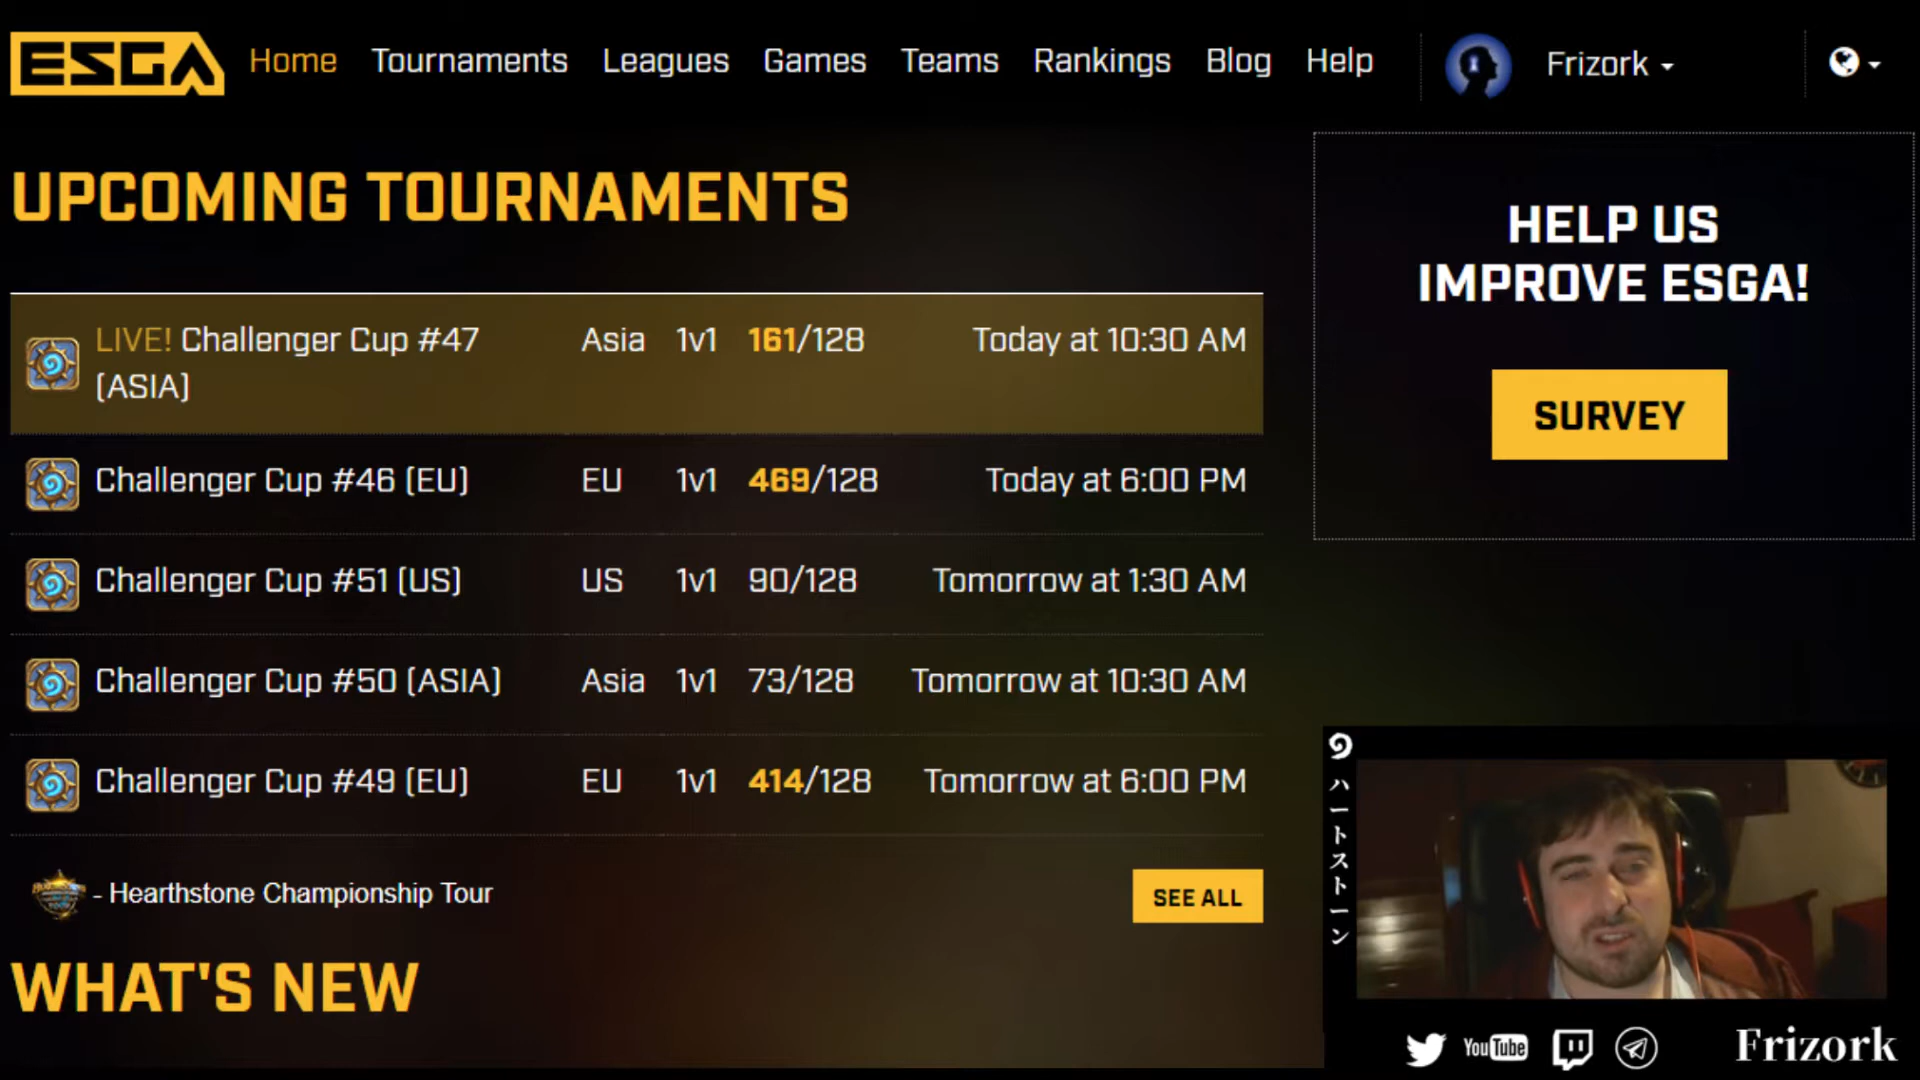 ESGA Home Tournaments Leagues Games Teams Rankings Blog Help Frizork
UPCOMING TOURNAMENTS
LIVE! Challenger Cup #47 Asia 1v1 161/128 Today at 10:30 AM
(ASIA)
Challenger Cup #46 (EU) EU 1v1 469/128 Today at 6:00 PM
Challenger Cup #51 (US) US 1v1 90/128 Tomorrow at 1:30 AM
Challenger Cup #50 (ASIA) Asia 1v1 73/128 Tomorrow at 10:30 AM
Challenger Cup #49 (EU) EU 1v1 414/128 Tomorrow at 6:00 PM
- Hearthstone Championship Tour
SEE ALL
WHAT'S NEW
HELP US
IMPROVE ESGA!
SURVEY
ハートストーン
YouTube
Frizork